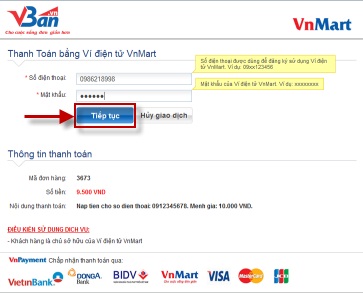 VBan.vn
Cho cuộc sống đơn giản hơn
VnMart
Thanh Toán bằng Ví điện tử VnMart
* Số điện thoại: 0986218998
Số điện thoại được dùng để đăng ký sử dụng Ví điện tử VnMart. Ví dụ: 09xx123456
* Mật khẩu: ••••••
Mật khẩu của Ví điện tử VnMart. Ví dụ: xxxxxxxx
Tiếp tục
Hủy giao dịch
Thông tin thanh toán
Mã đơn hàng: 3673
Số tiền: 9.500 VND
Nội dung thanh toán: Nap tien cho so dien thoai: 0912345678. Menh gia: 10.000 VND.
ĐIỀU KIỆN SỬ DỤNG DỊCH VỤ:
- Khách hàng là chủ sở hữu của Ví điện tử VnMart
VnPayment Chấp nhận thanh toán qua:
VietinBank
DONGA Bank
BIDV
VnMart
VISA
MasterCard
JCB